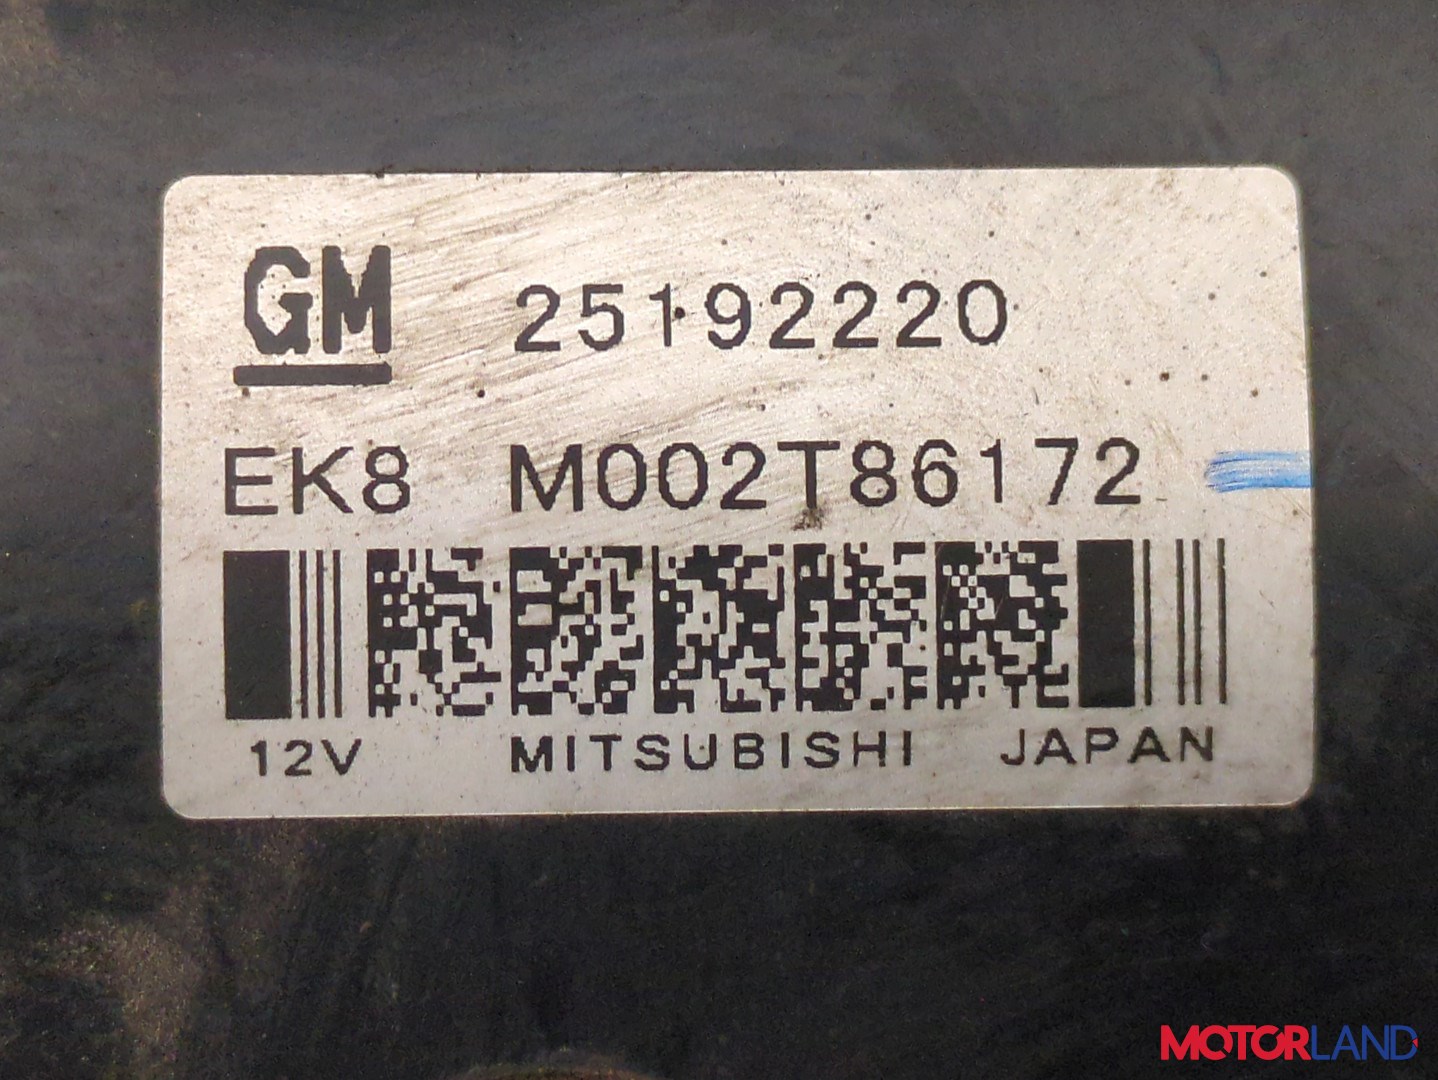 GM 25192220
EK8 M002T86172
12V MITSUBISHI JAPAN
MOTORLAND